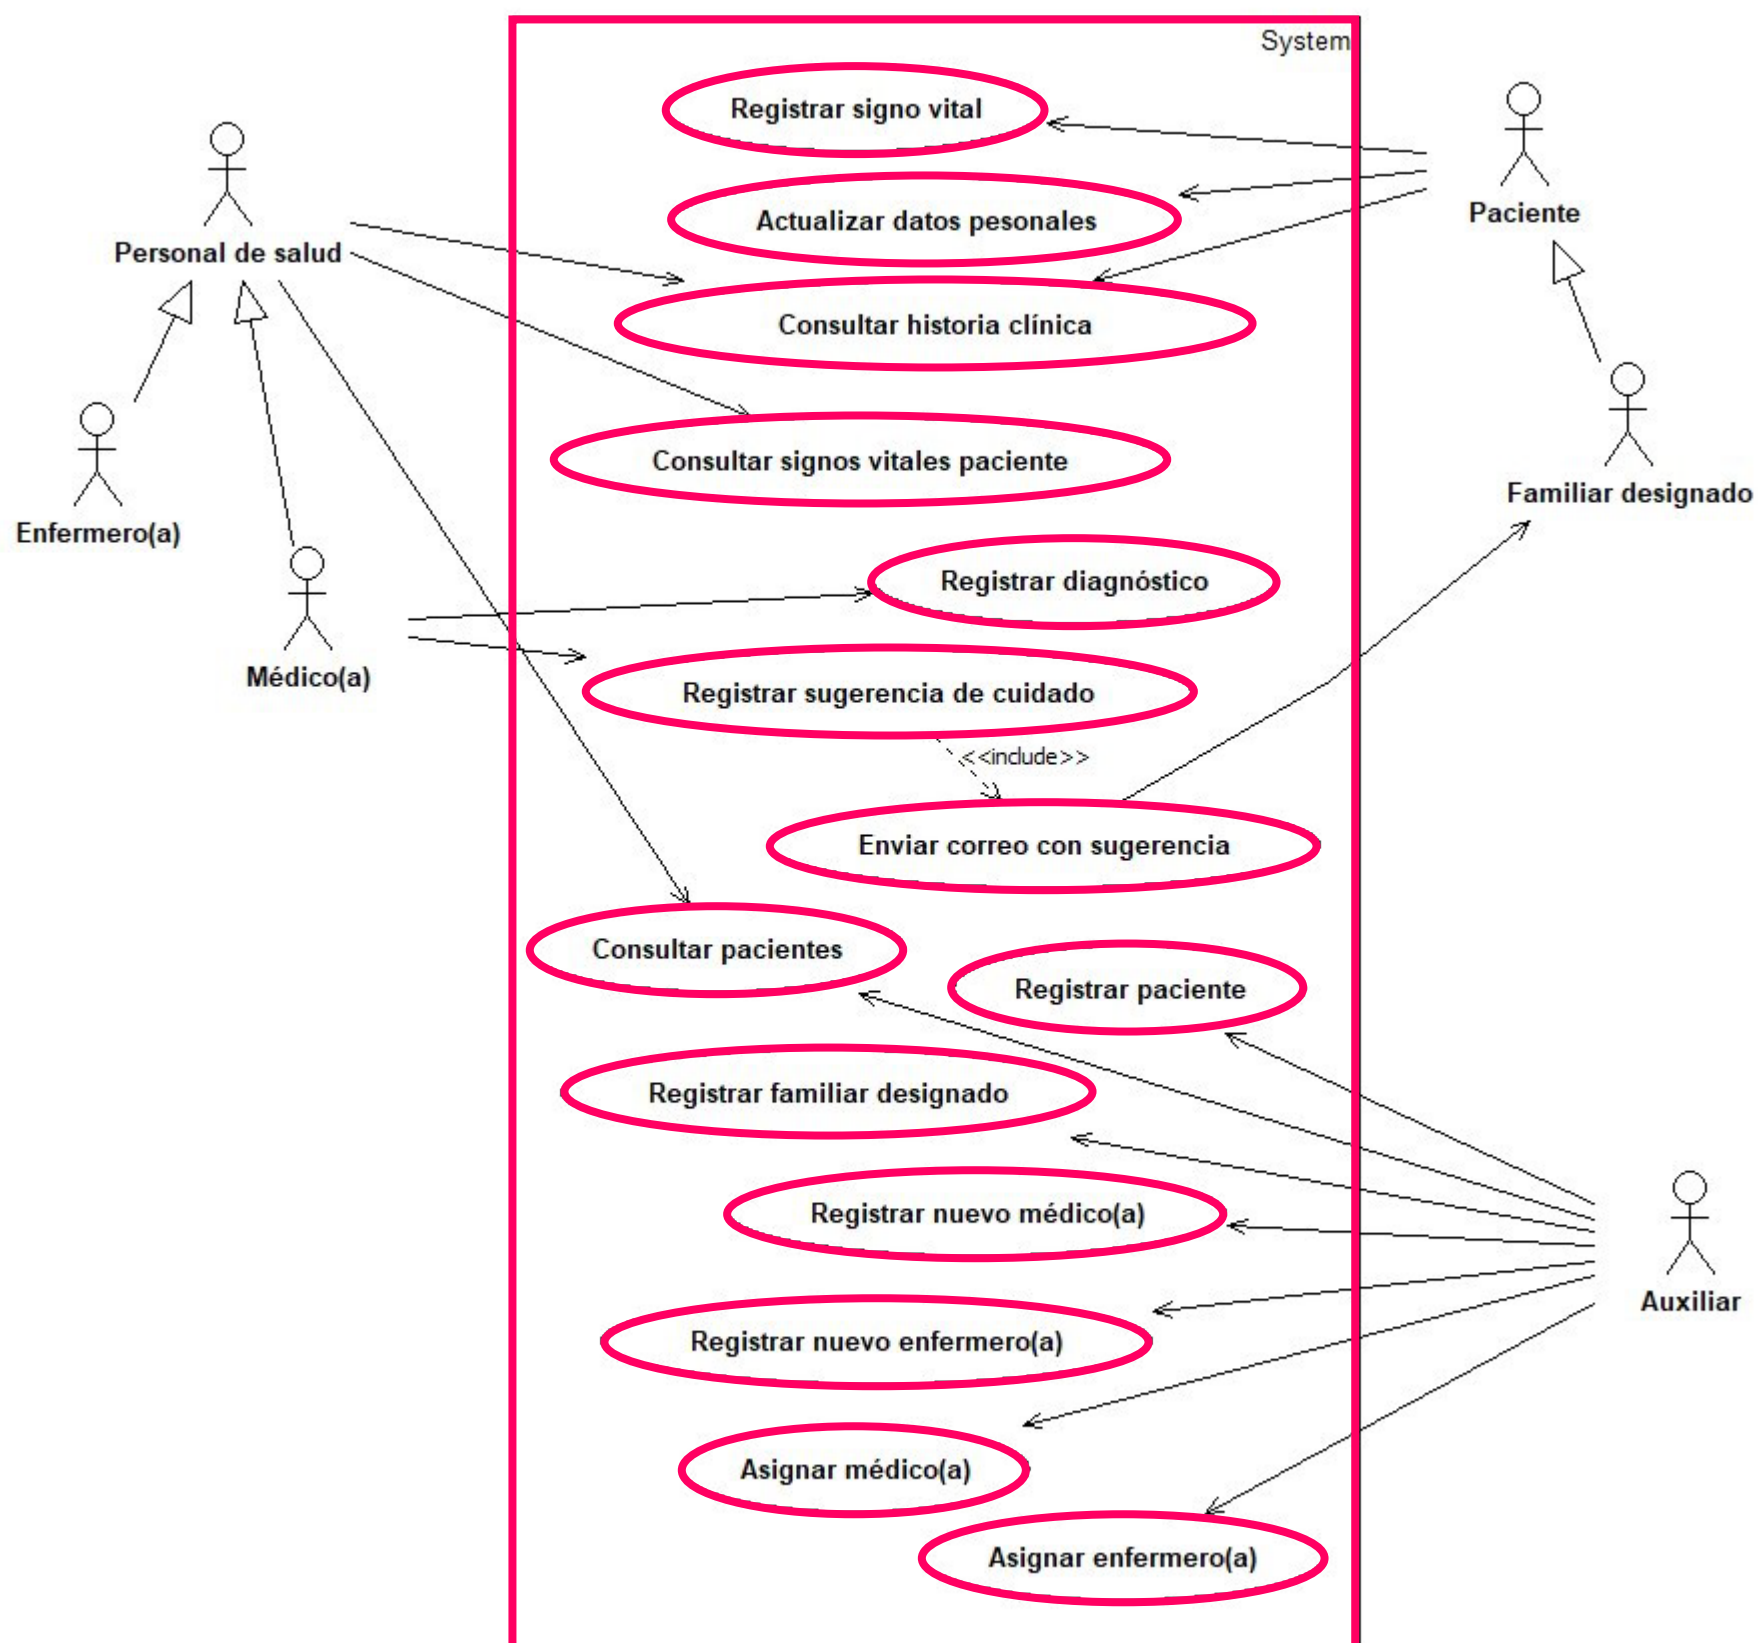 System
Registrar signo vital
Paciente
Actualizar datos pesonales
Personal de salud
Consultar historia clínica
Consultar signos vitales paciente
Familiar designado
Enfermero(a)
Registrar diagnóstico
Médico(a)
Registrar sugerencia de cuidado
<<include>>
Enviar correo con sugerencia
Consultar pacientes
Registrar paciente
Registrar familiar designado
Registrar nuevo médico(a)
Auxiliar
Registrar nuevo enfermero(a)
Asignar médico(a)
Asignar enfermero(a)